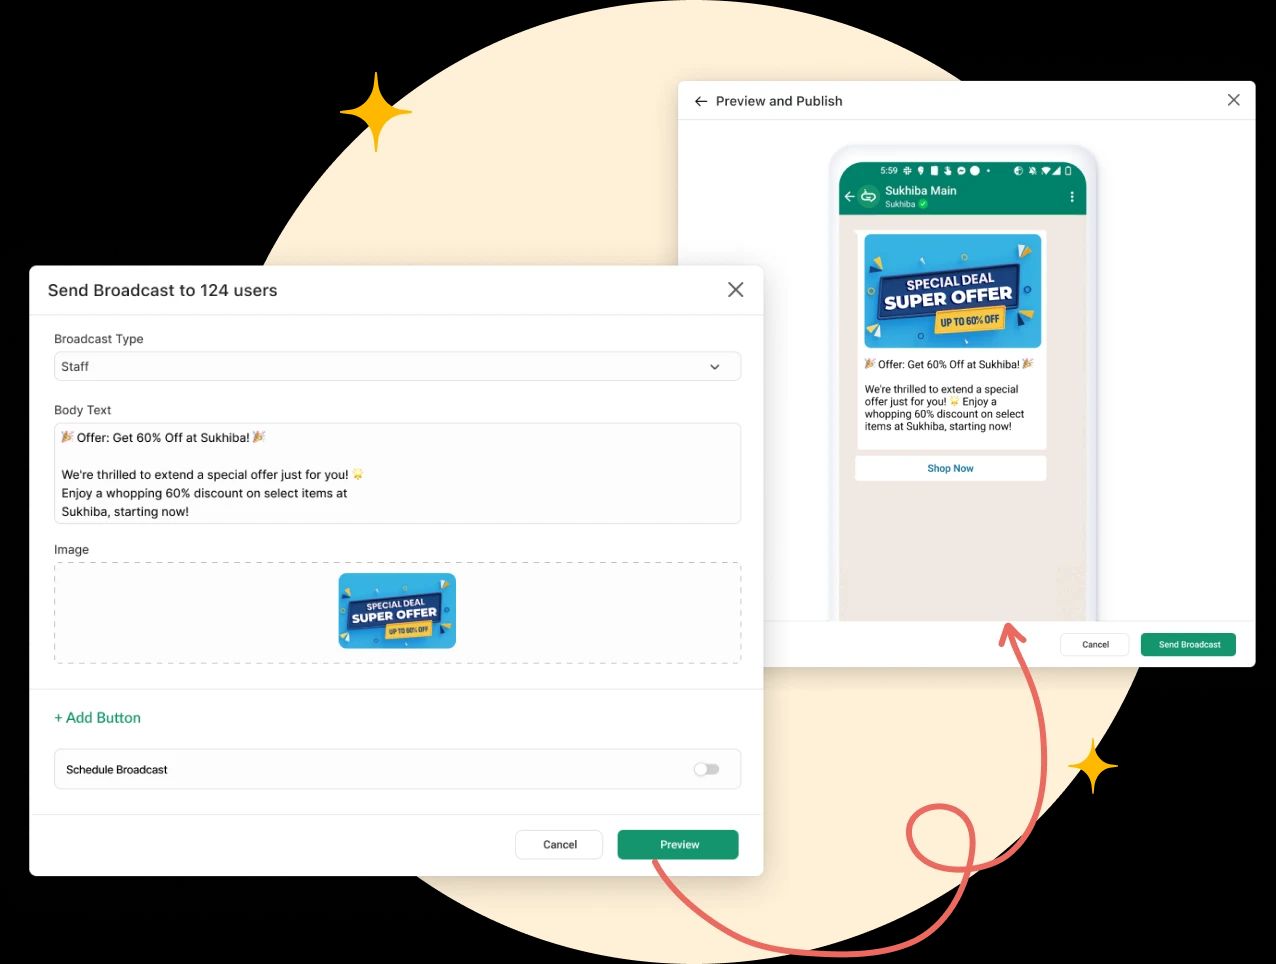 Send Broadcast to 124 users
Broadcast Type
Staff
Body Text
🎉 Offer: Get 60% Off at Sukhiba! 🎉
We're thrilled to extend a special offer just for you! 🌟
Enjoy a whopping 60% discount on select items at
Sukhiba, starting now!
Image
SPECIAL DEAL
SUPER OFFER
UP TO 60% OFF
+ Add Button
Schedule Broadcast
Cancel
Preview
Preview and Publish
5:59
Sukhiba Main
Sukhiba
SPECIAL DEAL
SUPER OFFER
UP TO 60% OFF
🎉 Offer: Get 60% Off at Sukhiba! 🎉
We're thrilled to extend a special
offer just for you! 🌟 Enjoy a
whopping 60% discount on select
items at Sukhiba, starting now!
Shop Now
Cancel
Send Broadcast